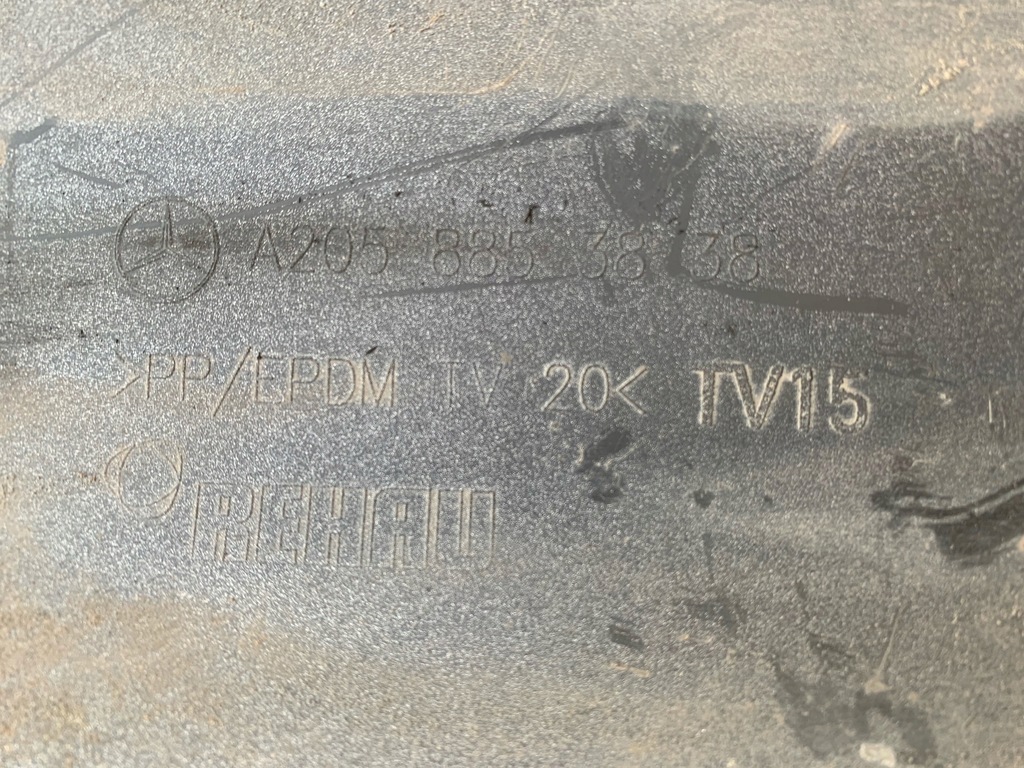 A205 885 38 38
>PP/EPDM TV 20< TV15
REHAU